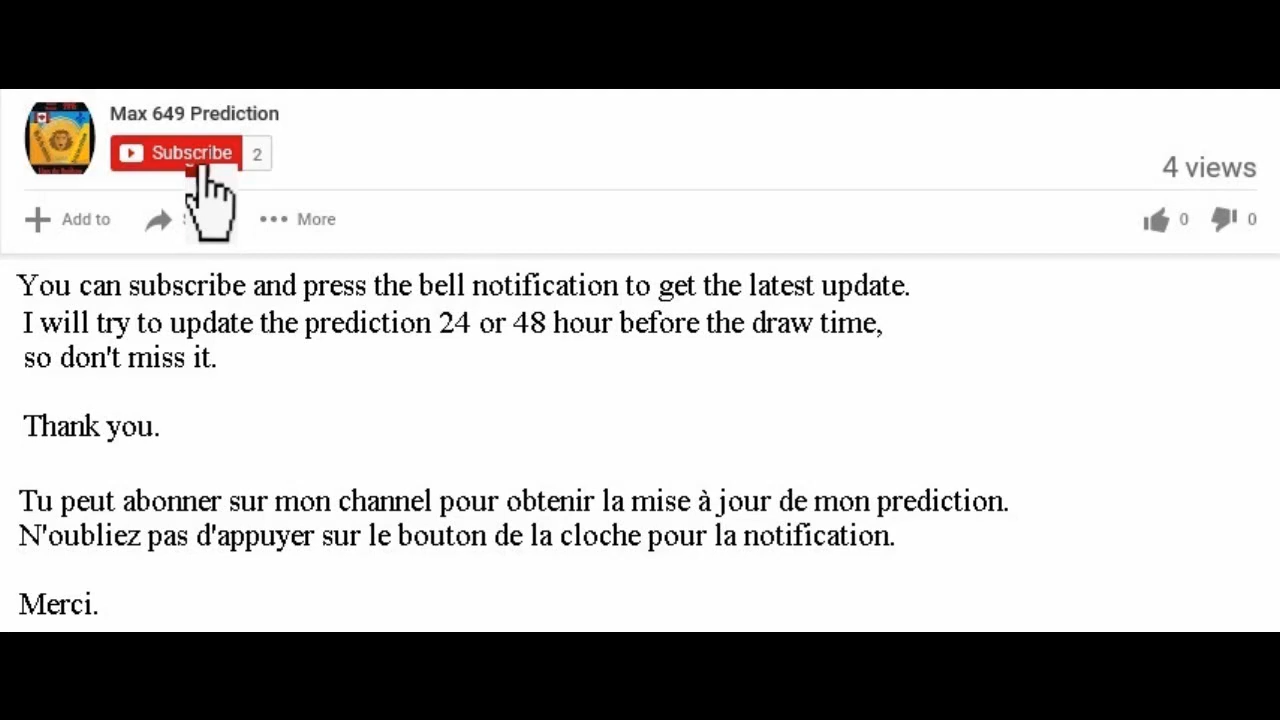 Max 649 Prediction
Subscribe 2
4 views
Add to
More
0 0
You can subscribe and press the bell notification to get the latest update.
I will try to update the prediction 24 or 48 hour before the draw time,
so don't miss it.
Thank you.
Tu peut abonner sur mon channel pour obtenir la mise à jour de mon prediction.
N'oubliez pas d'appuyer sur le bouton de la cloche pour la notification.
Merci.